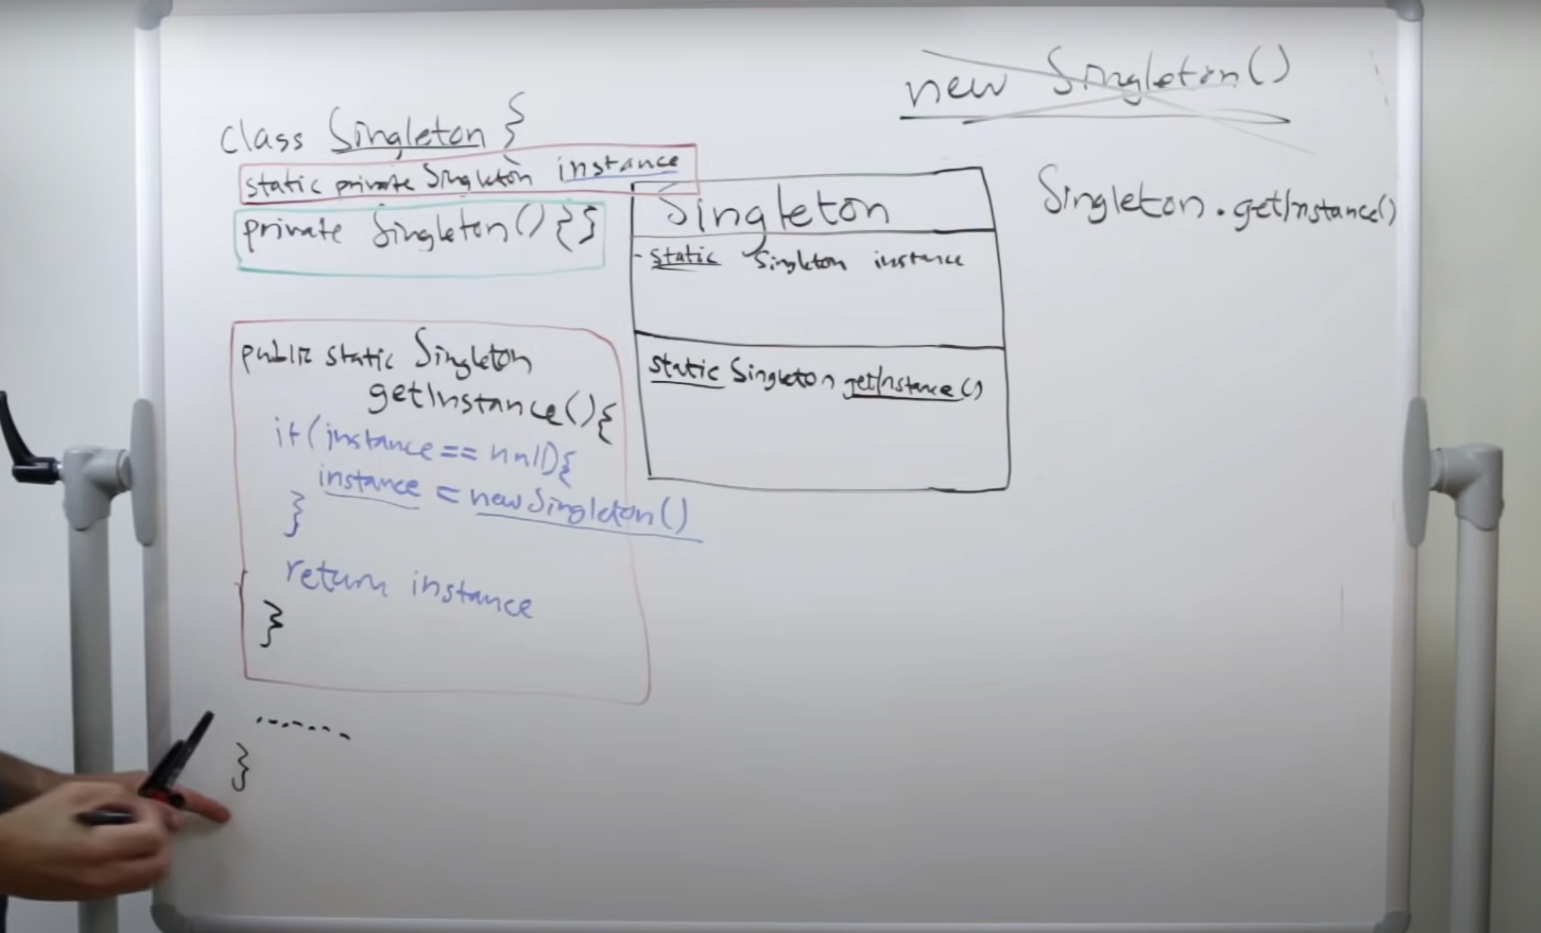 class Singleton }
static private Singleton instance
private Singleton() {}
public static Singleton
getInstance(){
if(instance == null){
instance = new Singleton()
}
return instance
}
.......
}
Singleton
- static Singleton instance
static Singleton getInstance()
new Singleton()
Singleton.getInstance()